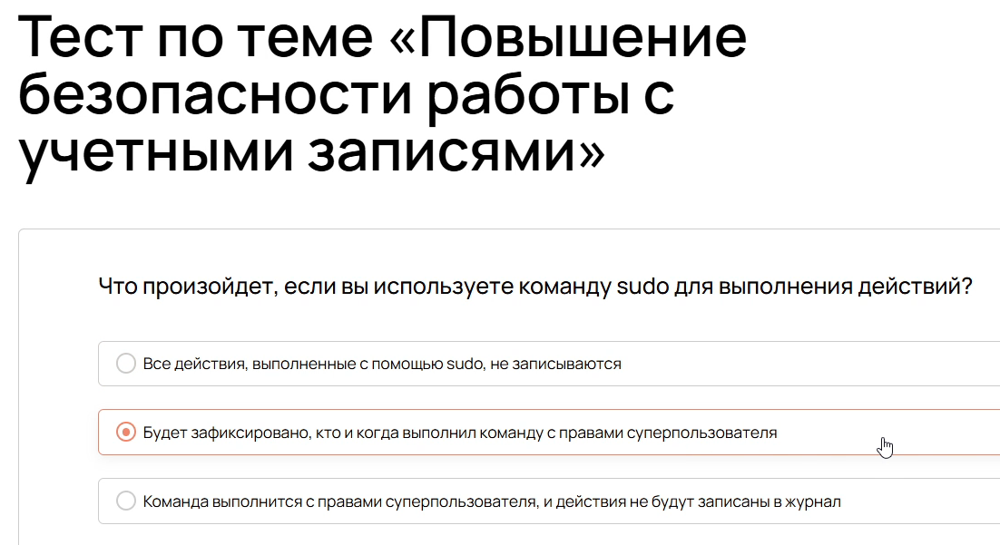 Тест по теме «Повышение
безопасности работы с
учетными записями»
Что произойдет, если вы используете команду sudo для выполнения действий?
Все действия, выполненные с помощью sudo, не записываются
Будет зафиксировано, кто и когда выполнил команду с правами суперпользователя
Команда выполнится с правами суперпользователя, и действия не будут записаны в журнал